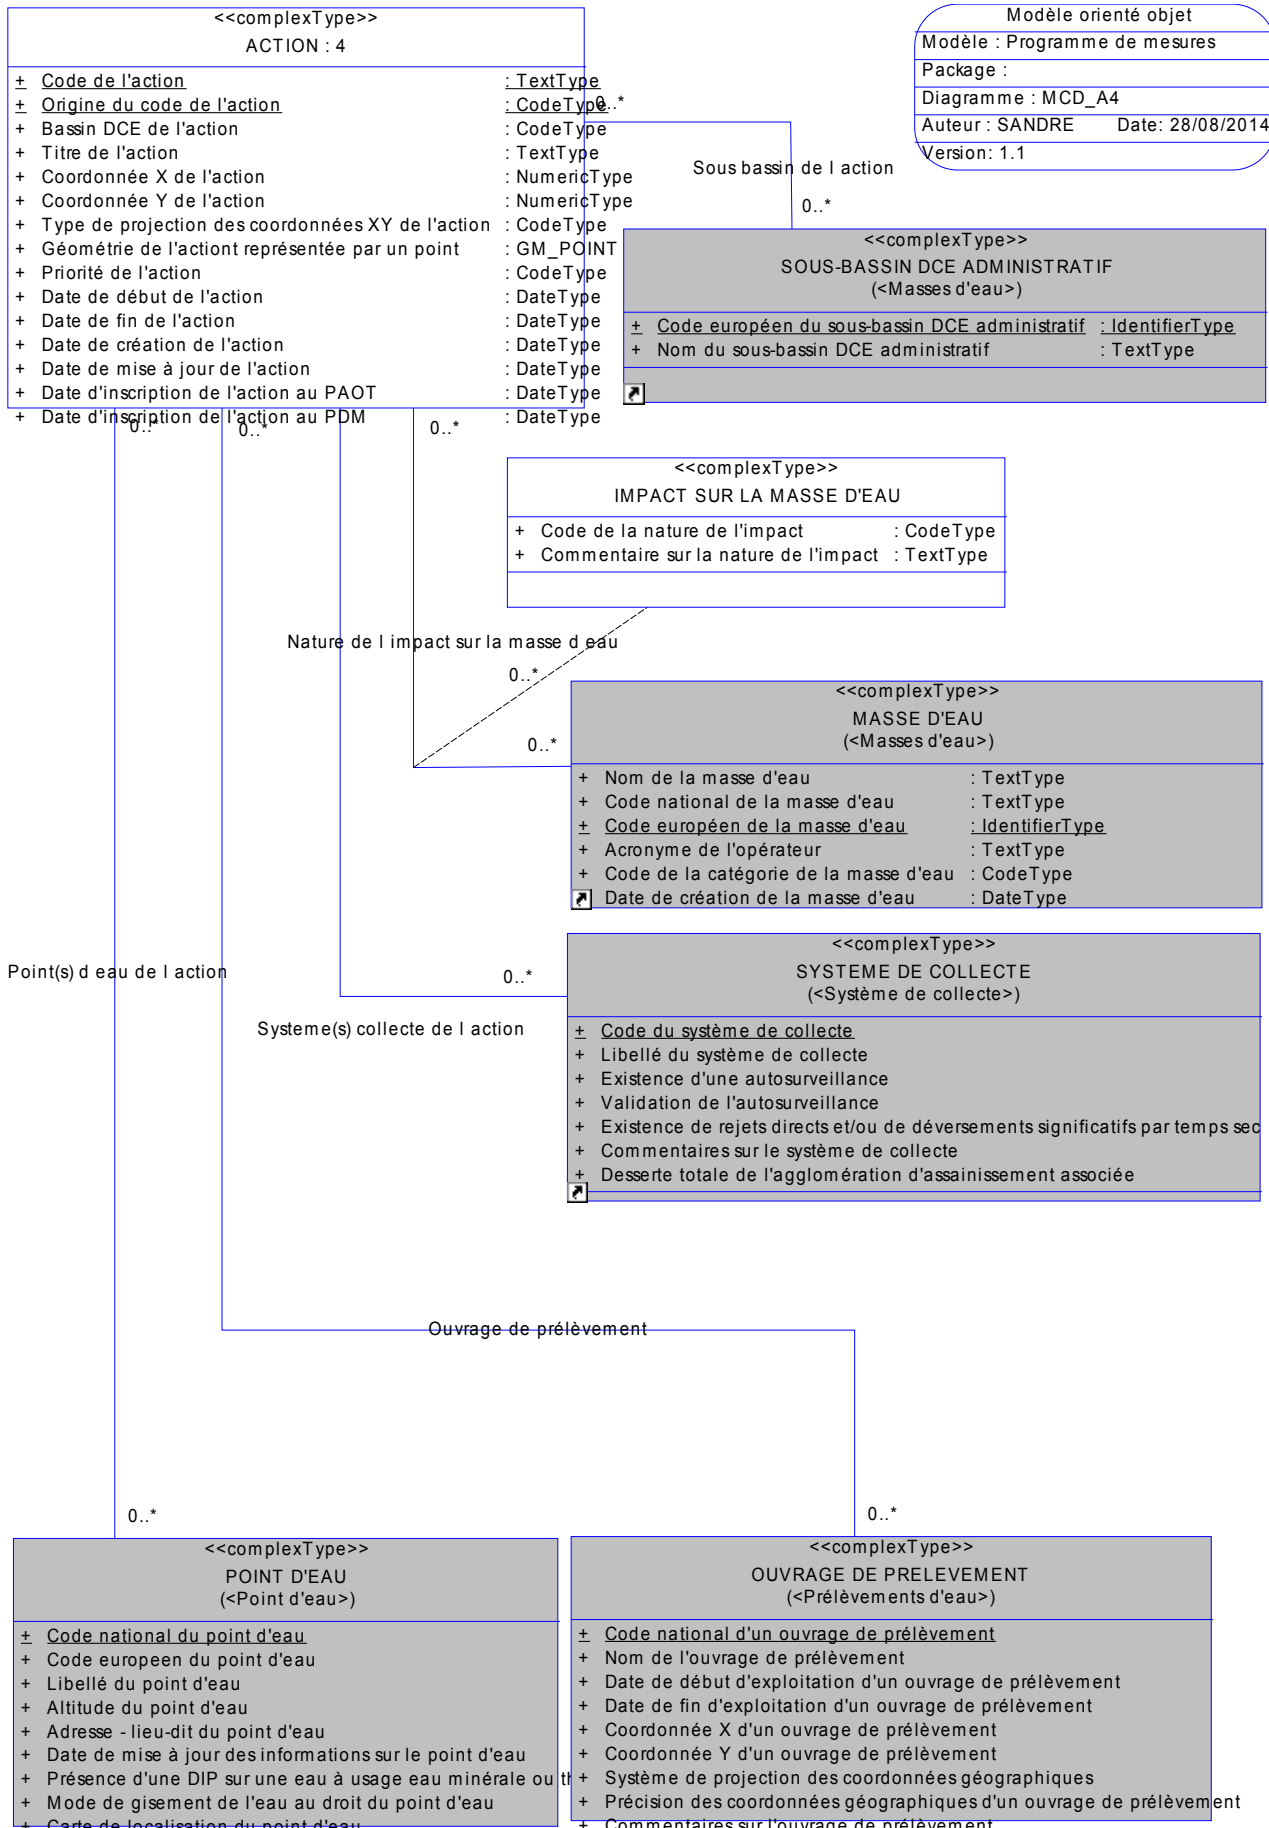 <<complexType>>
ACTION : 4
+ Code de l'action : TextType
+ Origine du code de l'action : CodeType
+ Bassin DCE de l'action : CodeType
+ Titre de l'action : TextType
+ Coordonnée X de l'action : NumericType
+ Coordonnée Y de l'action : NumericType
+ Type de projection des coordonnées XY de l'action : CodeType
+ Géométrie de l'actiont représentée par un point : GM_POINT
+ Priorité de l'action : CodeType
+ Date de début de l'action : DateType
+ Date de fin de l'action : DateType
+ Date de création de l'action : DateType
+ Date de mise à jour de l'action : DateType
+ Date d'inscription de l'action au PAOT : DateType
+ Date d'inscription de l'action au PDM : DateType
Modèle orienté objet
Modèle : Programme de mesures
Package :
Diagramme : MCD_A4
Auteur : SANDRE Date: 28/08/2014
Version: 1.1
0..*
Sous bassin de l action
0..*
<<complexType>>
SOUS-BASSIN DCE ADMINISTRATIF
(<Masses d'eau>)
+ Code européen du sous-bassin DCE administratif : IdentifierType
+ Nom du sous-bassin DCE administratif : TextType
0..*
0..*
0..*
<<complexType>>
IMPACT SUR LA MASSE D'EAU
+ Code de la nature de l'impact : CodeType
+ Commentaire sur la nature de l'impact : TextType
Nature de l impact sur la masse d eau
0..*
0..*
<<complexType>>
MASSE D'EAU
(<Masses d'eau>)
+ Nom de la masse d'eau : TextType
+ Code national de la masse d'eau : TextType
+ Code européen de la masse d'eau : IdentifierType
+ Acronyme de l'opérateur : TextType
+ Code de la catégorie de la masse d'eau : CodeType
Date de création de la masse d'eau : DateType
Point(s) d eau de l action
0..*
Systeme(s) collecte de l action
<<complexType>>
SYSTEME DE COLLECTE
(<Système de collecte>)
+ Code du système de collecte
+ Libellé du système de collecte
+ Existence d'une autosurveillance
+ Validation de l'autosurveillance
+ Existence de rejets directs et/ou de déversements significatifs par temps sec
+ Commentaires sur le système de collecte
+ Desserte totale de l'agglomération d'assainissement associée
Ouvrage de prélèvement
0..*
0..*
<<complexType>>
POINT D'EAU
(<Point d'eau>)
+ Code national du point d'eau
+ Code europeen du point d'eau
+ Libellé du point d'eau
+ Altitude du point d'eau
+ Adresse - lieu-dit du point d'eau
+ Date de mise à jour des informations sur le point d'eau
+ Présence d'une DIP sur une eau à usage eau minérale ou th
+ Mode de gisement de l'eau au droit du point d'eau
+ Carte de localisation du point d'eau
<<complexType>>
OUVRAGE DE PRELEVEMENT
(<Prélèvements d'eau>)
+ Code national d'un ouvrage de prélèvement
+ Nom de l'ouvrage de prélèvement
+ Date de début d'exploitation d'un ouvrage de prélèvement
+ Date de fin d'exploitation d'un ouvrage de prélèvement
+ Coordonnée X d'un ouvrage de prélèvement
+ Coordonnée Y d'un ouvrage de prélèvement
+ Système de projection des coordonnées géographiques
+ Précision des coordonnées géographiques d'un ouvrage de prélèvement
+ Commentaires sur l'ouvrage de prélèvement